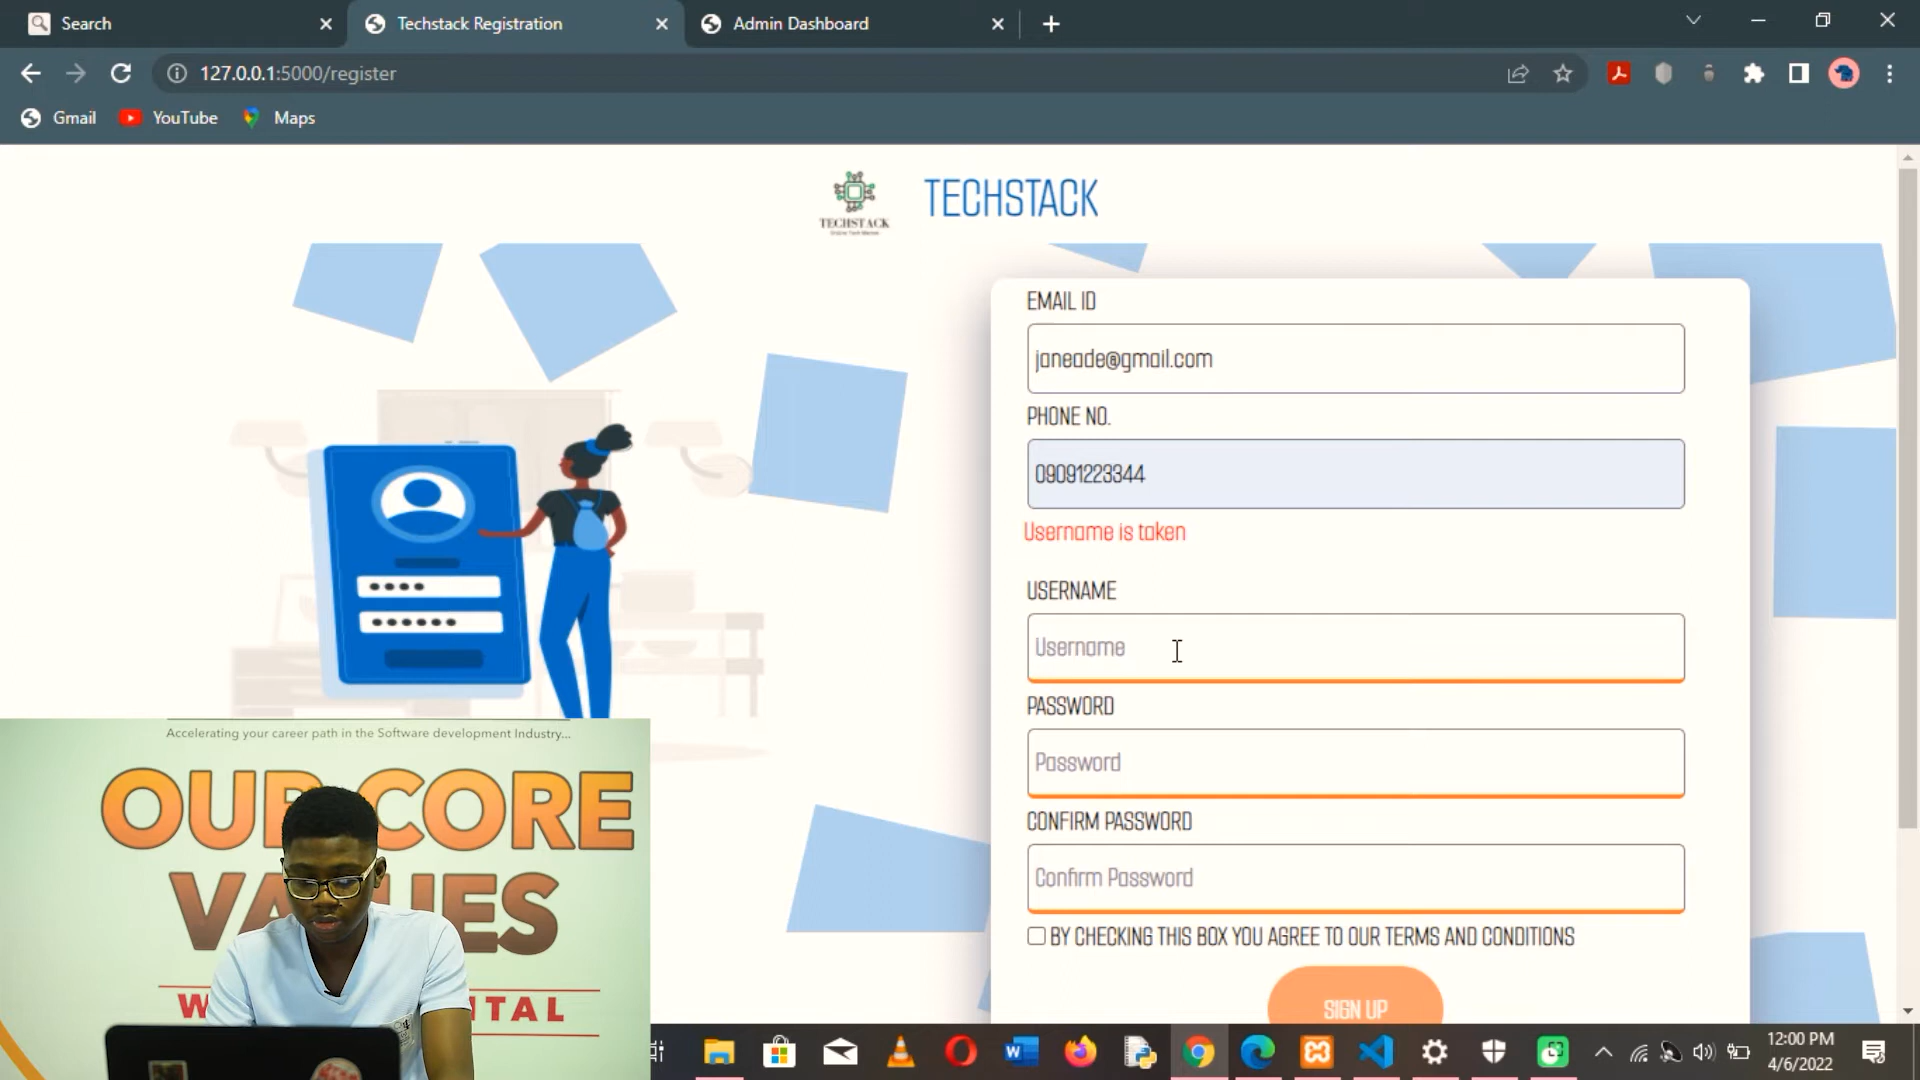 Search
Techstack Registration
Admin Dashboard
127.0.0.1:5000/register
Gmail
YouTube
Maps
TECHSTACK
TECHSTACK
EMAIL ID
janeade@gmail.com
PHONE NO.
09091223344
Username is taken
USERNAME
Username
PASSWORD
Password
CONFIRM PASSWORD
Confirm Password
BY CHECKING THIS BOX YOU AGREE TO OUR TERMS AND CONDITIONS
SIGN UP
Accelerating your career path in the Software development Industry...
OUR CORE
VALUES
12:00 PM
4/6/2022